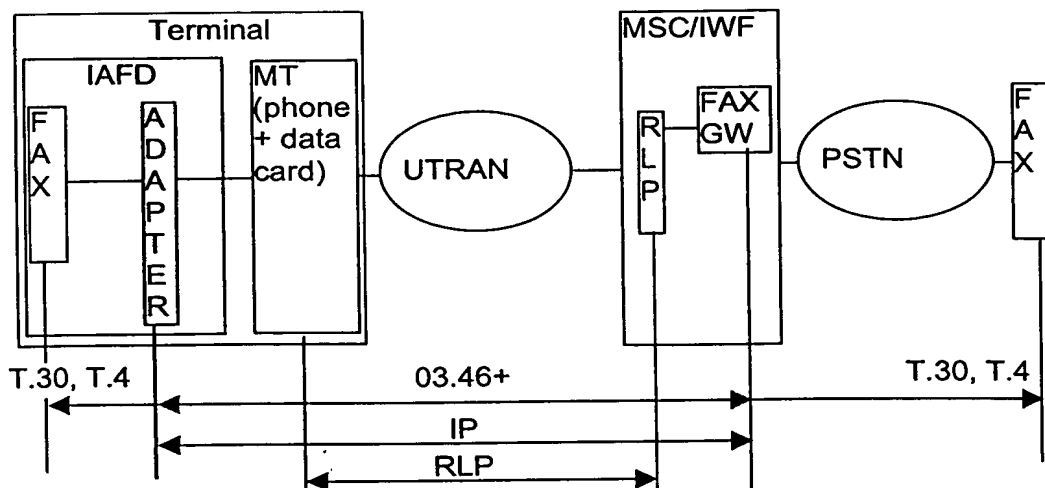 Terminal
IAFD
FAX
ADAPTER
MT
(phone
+ data
card)
UTRAN
MSC/IWF
RLP
FAX
GW
PSTN
FAX
T.30, T.4
03.46+
T.30, T.4
IP
RLP